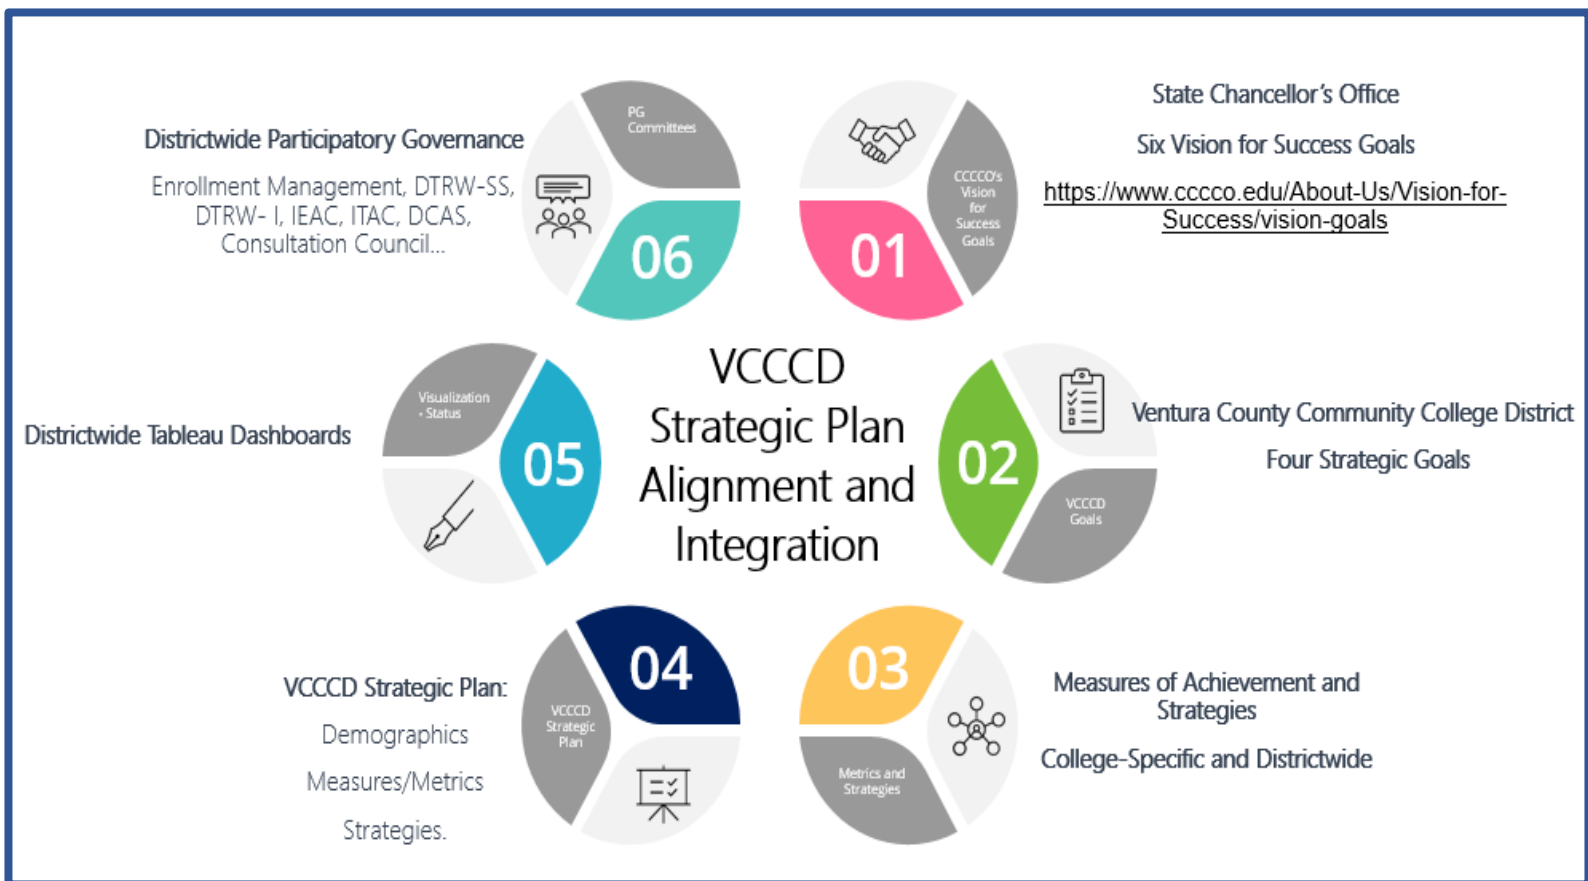 VCCCD
Strategic Plan
Alignment and
Integration
State Chancellor's Office
Six Vision for Success Goals
https://www.cccco.edu/About-Us/Vision-for-
Success/vision-goals
CCCCO's
Vision
for
Success
Goals
01
Ventura County Community College District
Four Strategic Goals
02
VCCCD
Goals
03
Metrics and
Strategies
Measures of Achievement and
Strategies
College-Specific and Districtwide
04
VCCCD
Strategic
Plan
VCCCD Strategic Plan:
Demographics
Measures/Metrics
Strategies.
05
Visualization
- Status
Districtwide Tableau Dashboards
06
PG
Committees
Districtwide Participatory Governance
Enrollment Management, DTRW-SS,
DTRW- I, IEAC, ITAC, DCAS,
Consultation Council...